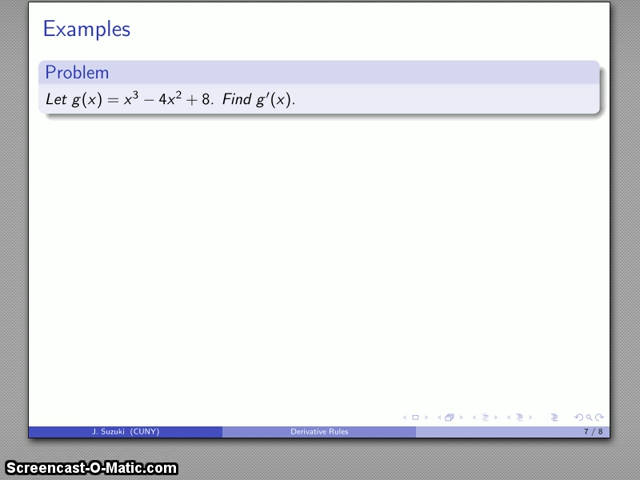 Examples
Problem
Let g(x) = x³ − 4x² + 8. Find g′(x).
J. Suzuki (CUNY) Derivative Rules 7 / 8
Screencast-O-Matic.com